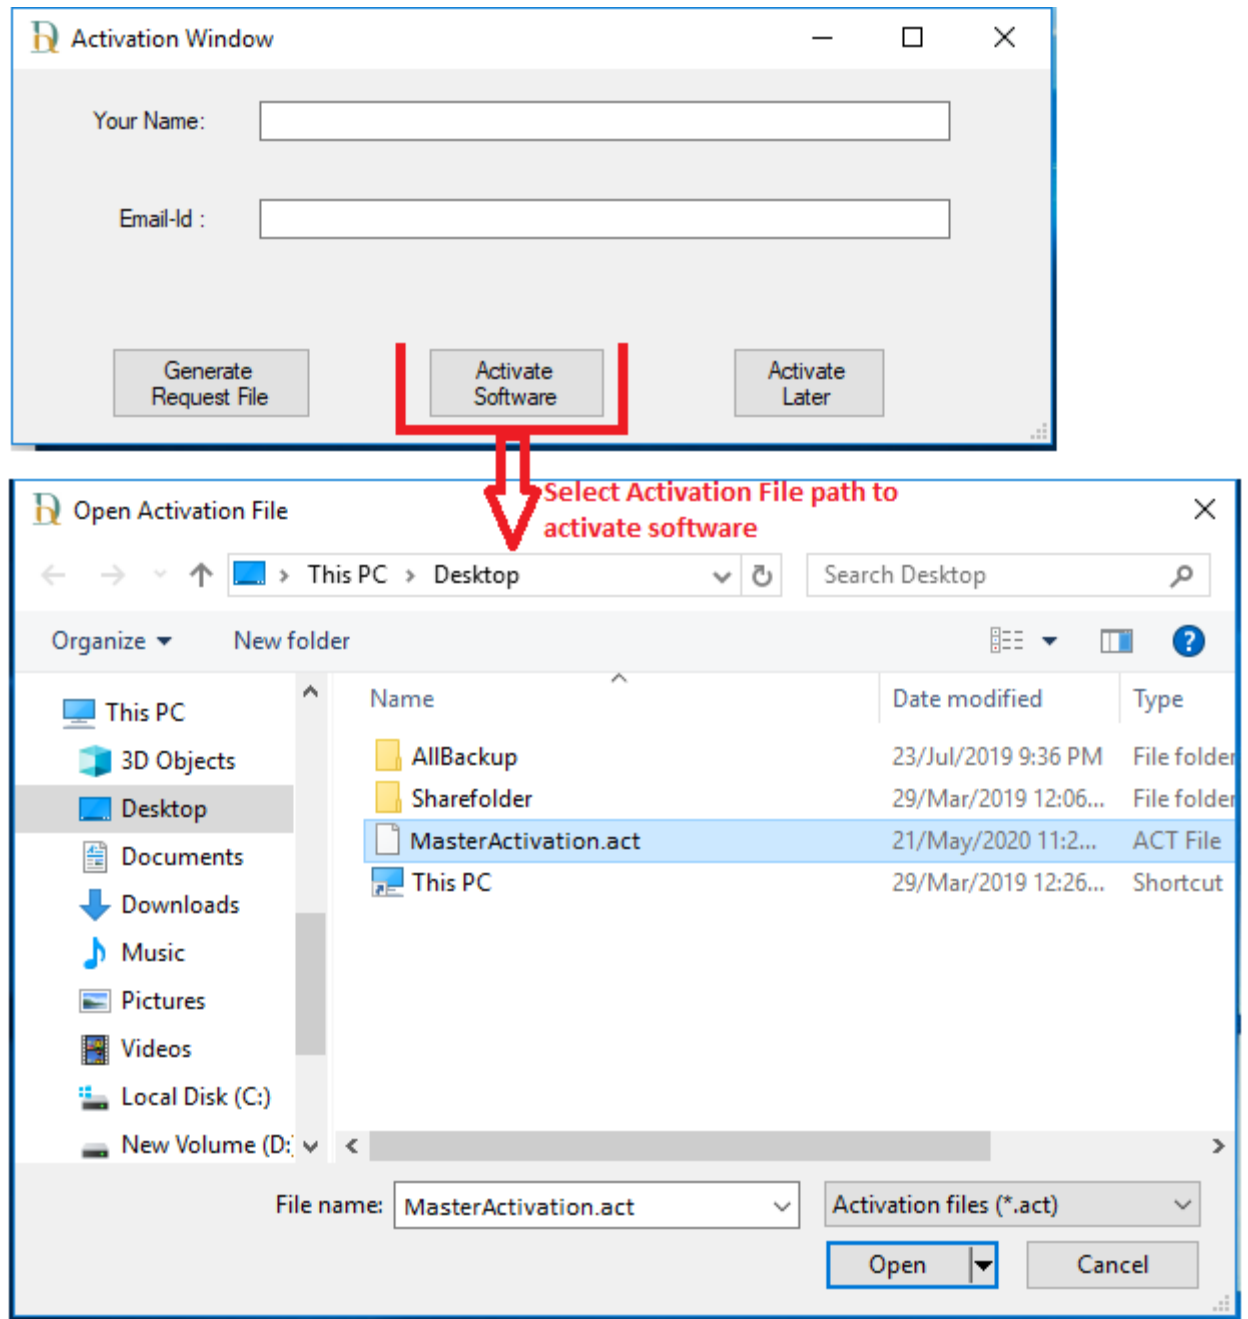 Activation Window
Your Name:
Email-Id :
Generate
Request File
Activate
Software
Activate
Later
Select Activation File path to
activate software
Open Activation File
This PC > Desktop
Search Desktop
Organize
New folder
Name
Date modified
Type
This PC
3D Objects
Desktop
Documents
Downloads
Music
Pictures
Videos
Local Disk (C:)
New Volume (D:
AllBackup 23/Jul/2019 9:36 PM File folder
Sharefolder 29/Mar/2019 12:06... File folder
MasterActivation.act 21/May/2020 11:2... ACT File
This PC 29/Mar/2019 12:26... Shortcut
File name: MasterActivation.act
Activation files (*.act)
Open
Cancel